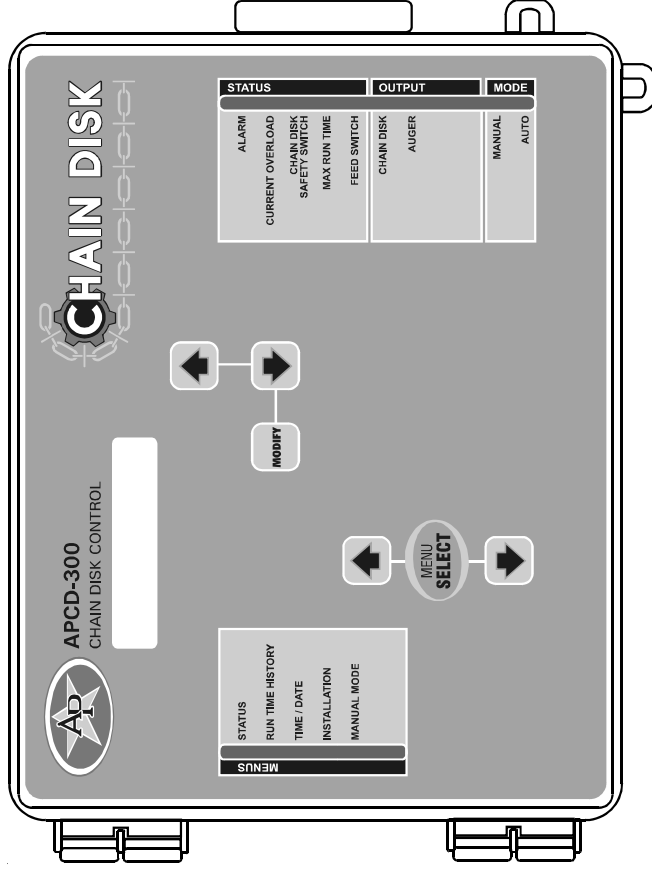 AP
APCD-300
CHAIN DISK CONTROL
CHAIN DISK
MENUS
STATUS
RUN TIME HISTORY
TIME / DATE
INSTALLATION
MANUAL MODE
MENU
SELECT
MODIFY
STATUS
ALARM
CURRENT OVERLOAD
CHAIN DISK
SAFETY SWITCH
MAX RUN TIME
FEED SWITCH
OUTPUT
CHAIN DISK
AUGER
MODE
MANUAL
AUTO